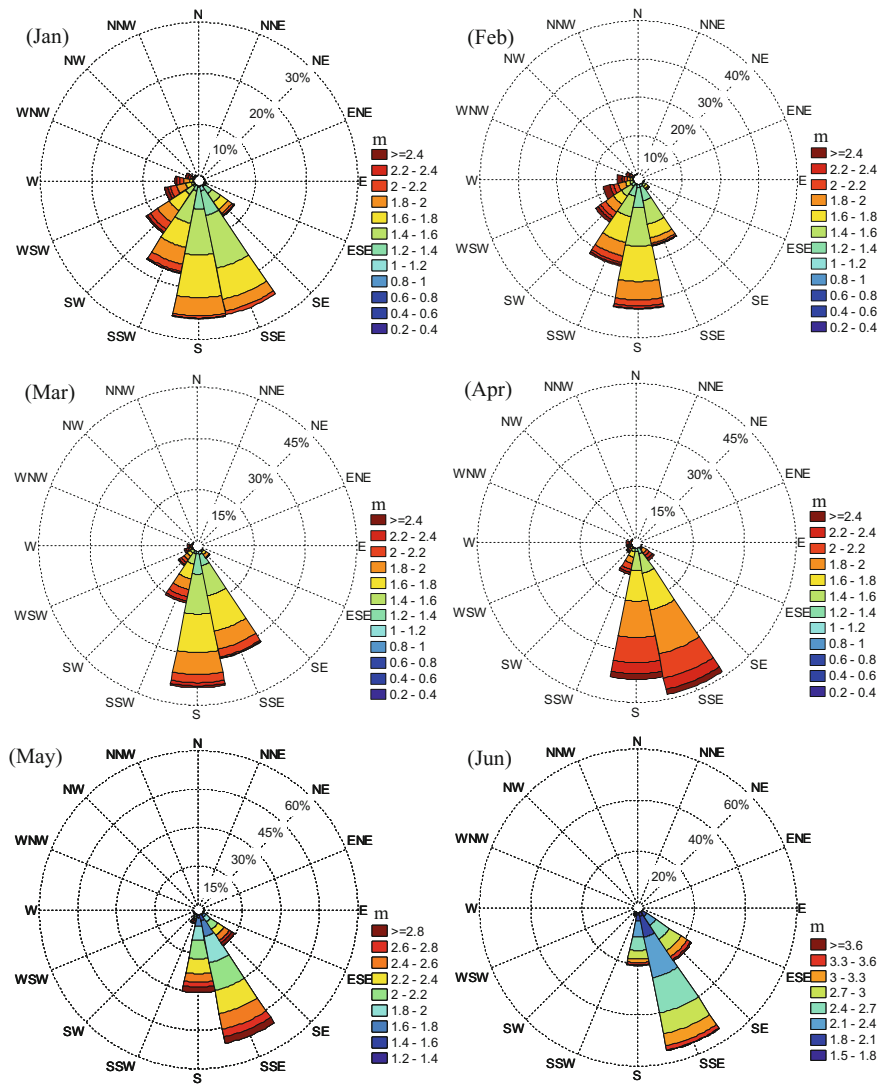 (Jan)
N
NNE
NE
ENE
E
ESE
SE
SSE
S
SSW
SW
WSW
W
WNW
NW
NNW
10%
20%
30%
m
>=2.4
2.2 - 2.4
2 - 2.2
1.8 - 2
1.6 - 1.8
1.4 - 1.6
1.2 - 1.4
1 - 1.2
0.8 - 1
0.6 - 0.8
0.4 - 0.6
0.2 - 0.4
(Feb)
N
NNE
NE
ENE
E
ESE
SE
SSE
S
SSW
SW
WSW
W
WNW
NW
NNW
10%
20%
30%
40%
m
>=2.4
2.2 - 2.4
2 - 2.2
1.8 - 2
1.6 - 1.8
1.4 - 1.6
1.2 - 1.4
1 - 1.2
0.8 - 1
0.6 - 0.8
0.4 - 0.6
0.2 - 0.4
(Mar)
N
NNE
NE
ENE
E
ESE
SE
SSE
S
SSW
SW
WSW
W
WNW
NW
NNW
15%
30%
45%
m
>=2.4
2.2 - 2.4
2 - 2.2
1.8 - 2
1.6 - 1.8
1.4 - 1.6
1.2 - 1.4
1 - 1.2
0.8 - 1
0.6 - 0.8
0.4 - 0.6
0.2 - 0.4
(Apr)
N
NNE
NE
ENE
E
ESE
SE
SSE
S
SSW
SW
WSW
W
WNW
NW
NNW
15%
30%
45%
m
>=2.4
2.2 - 2.4
2 - 2.2
1.8 - 2
1.6 - 1.8
1.4 - 1.6
1.2 - 1.4
1 - 1.2
0.8 - 1
0.6 - 0.8
0.4 - 0.6
0.2 - 0.4
(May)
N
NNE
NE
ENE
E
ESE
SE
SSE
S
SSW
SW
WSW
W
WNW
NW
NNW
15%
30%
45%
60%
m
>=2.8
2.6 - 2.8
2.4 - 2.6
2.2 - 2.4
2 - 2.2
1.8 - 2
1.6 - 1.8
1.4 - 1.6
1.2 - 1.4
(Jun)
N
NNE
NE
ENE
E
ESE
SE
SSE
S
SSW
SW
WSW
W
WNW
NW
NNW
20%
40%
60%
m
>=3.6
3.3 - 3.6
3 - 3.3
2.7 - 3
2.4 - 2.7
2.1 - 2.4
1.8 - 2.1
1.5 - 1.8